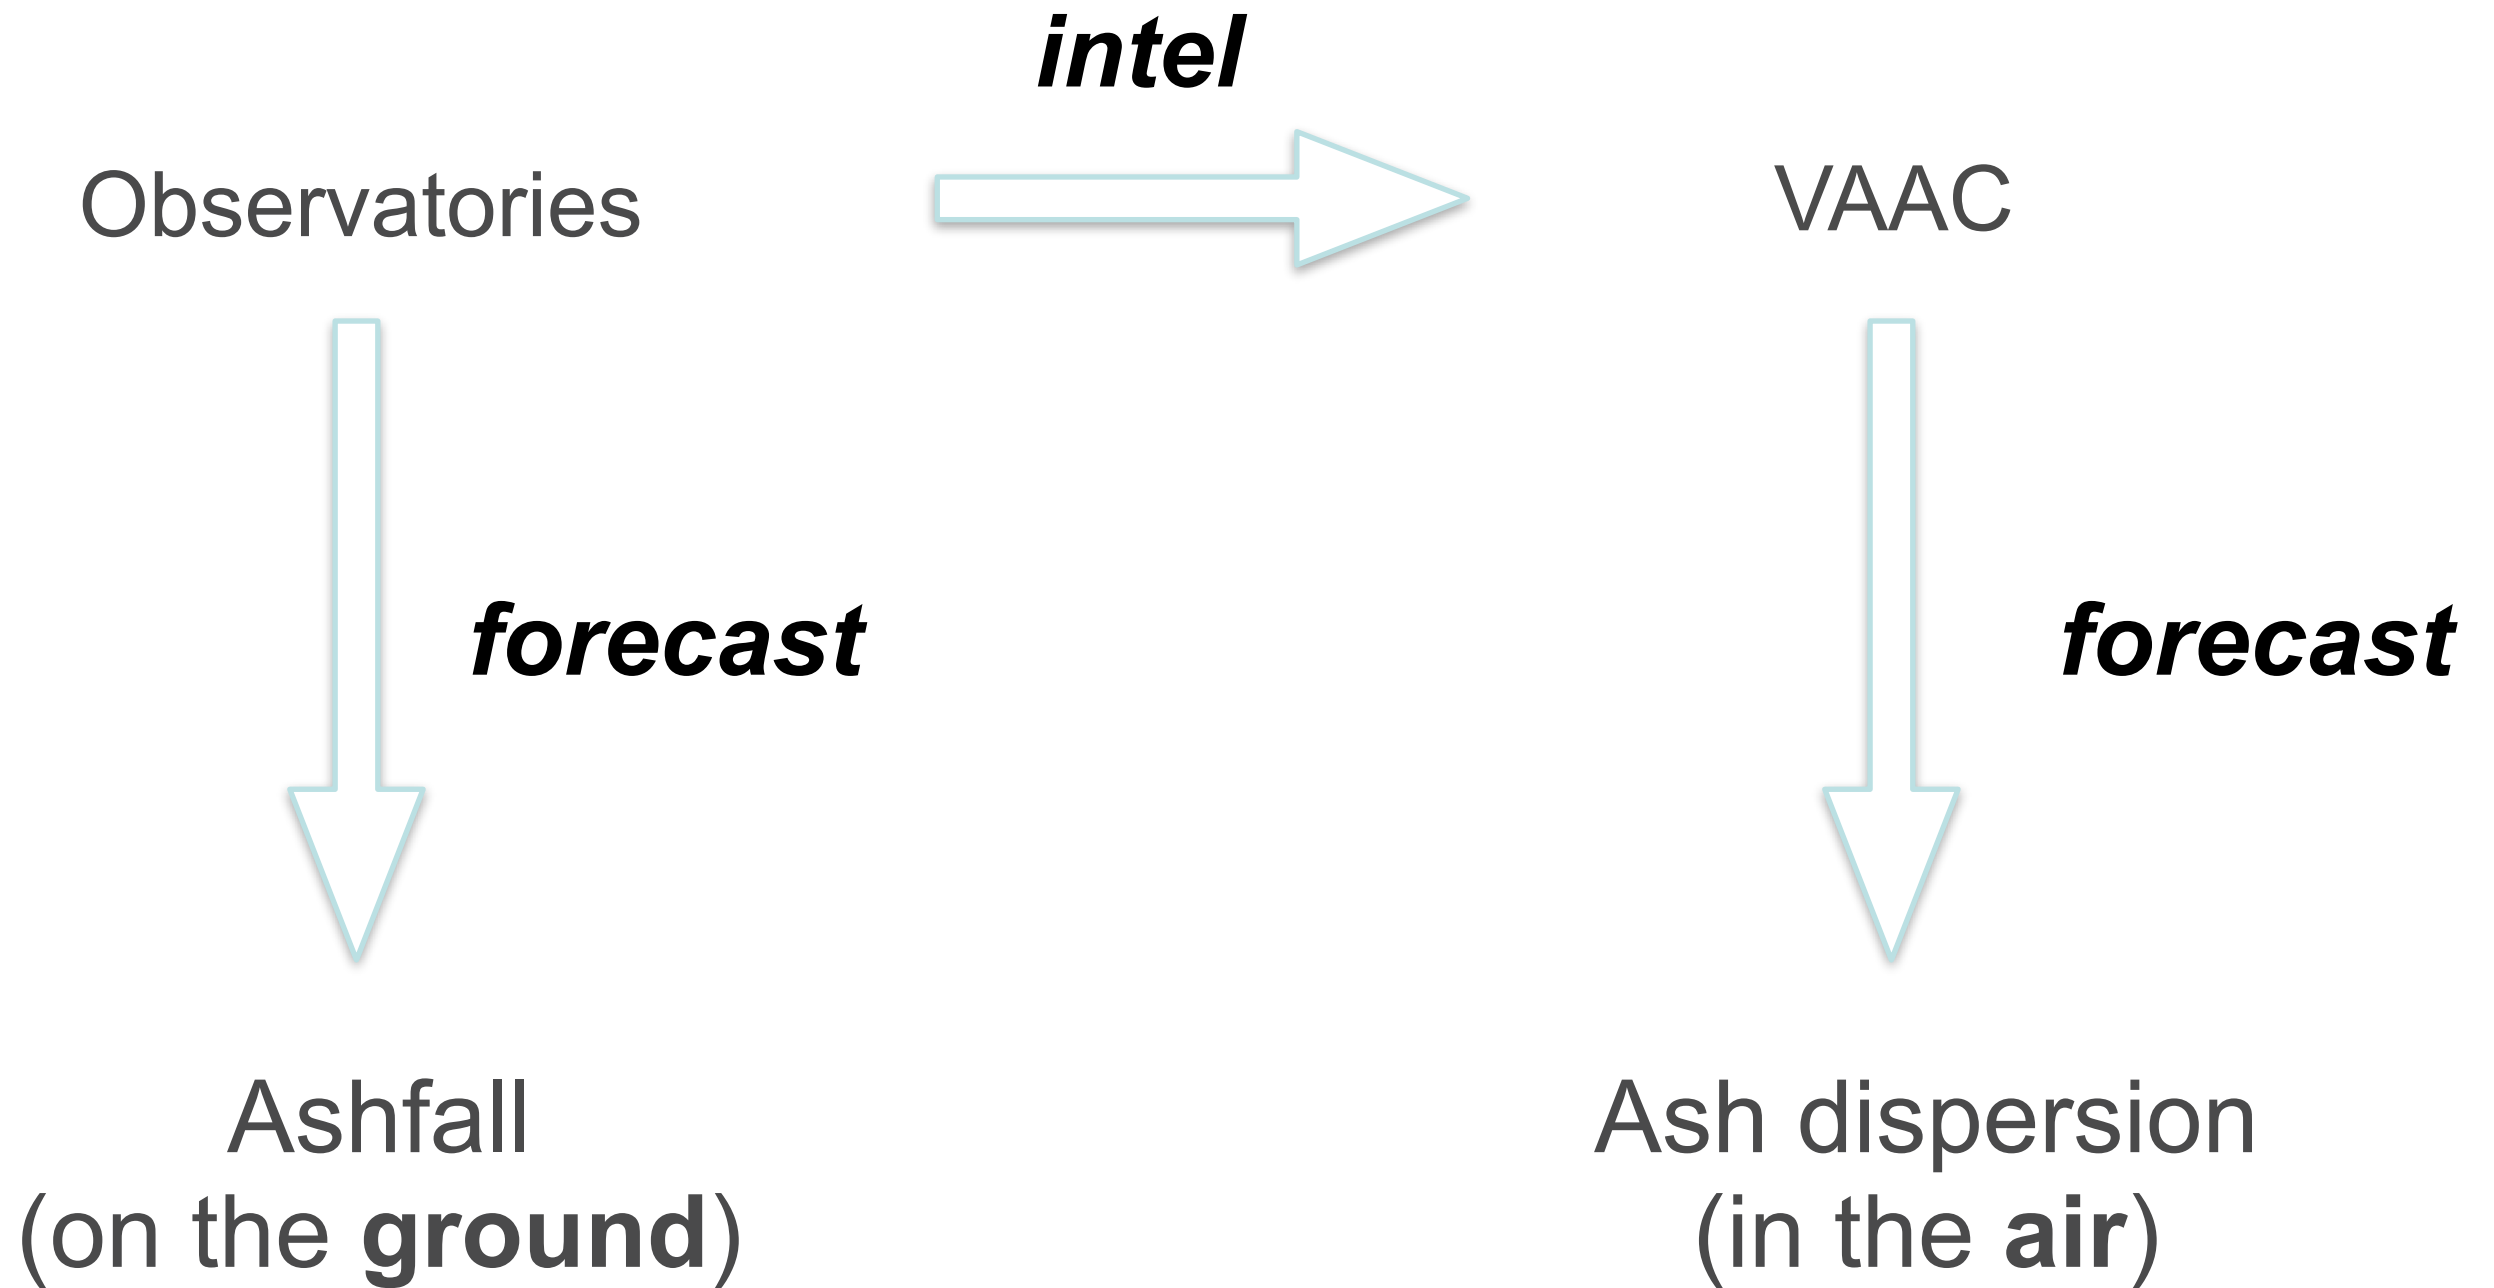 intel
Observatories
VAAC
forecast
forecast
Ashfall
(on the ground)
Ash dispersion
(in the air)